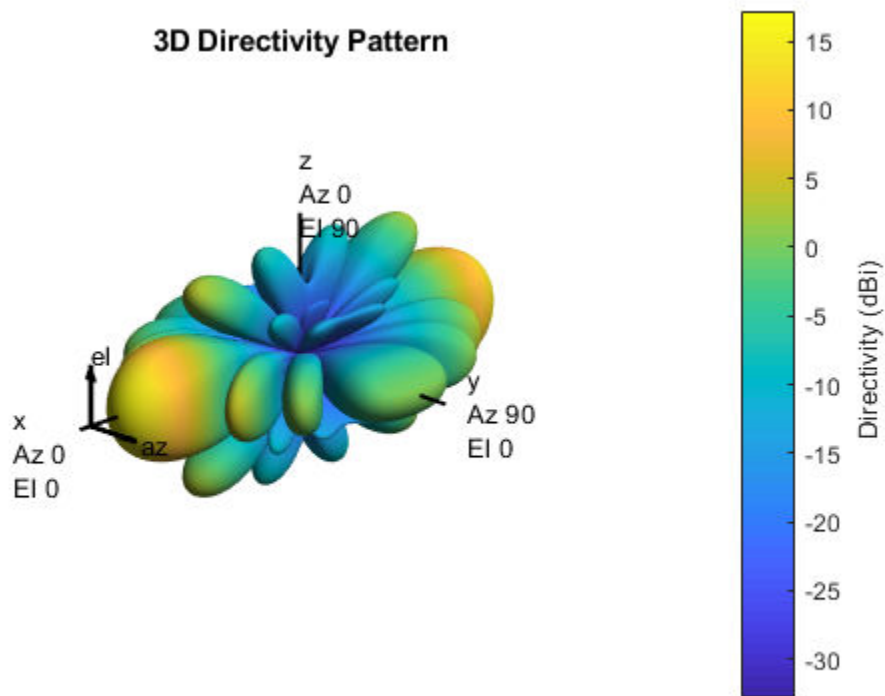 3D Directivity Pattern
z
Az 0
El 90
el
x
Az 0
El 0
az
y
Az 90
El 0
15
10
5
0
-5
-10
-15
-20
-25
-30
Directivity (dBi)